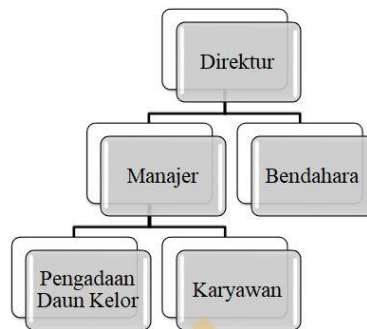 Direktur
Manajer
Bendahara
Pengadaan
Daun Kelor
Karyawan